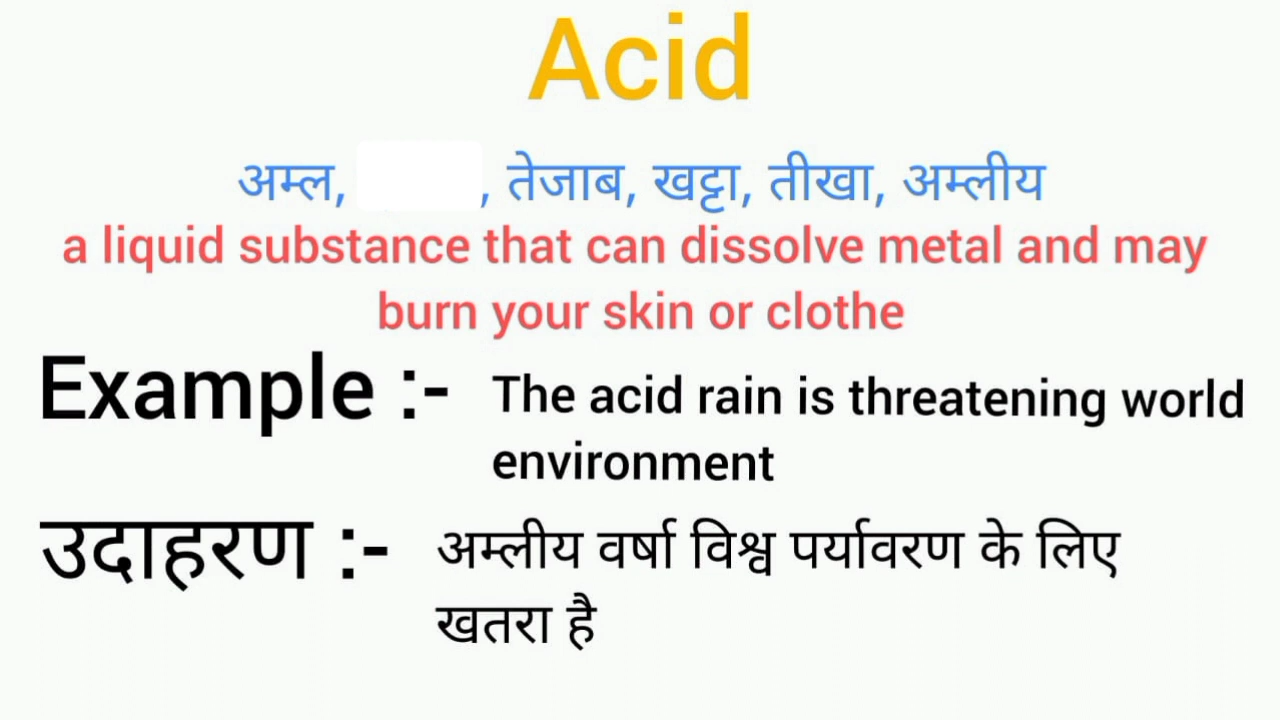 Acid
अम्ल, , तेजाब, खट्टा, तीखा, अम्लीय
a liquid substance that can dissolve metal and may
burn your skin or clothe
Example :- The acid rain is threatening world
environment
उदाहरण :- अम्लीय वर्षा विश्व पर्यावरण के लिए
खतरा है